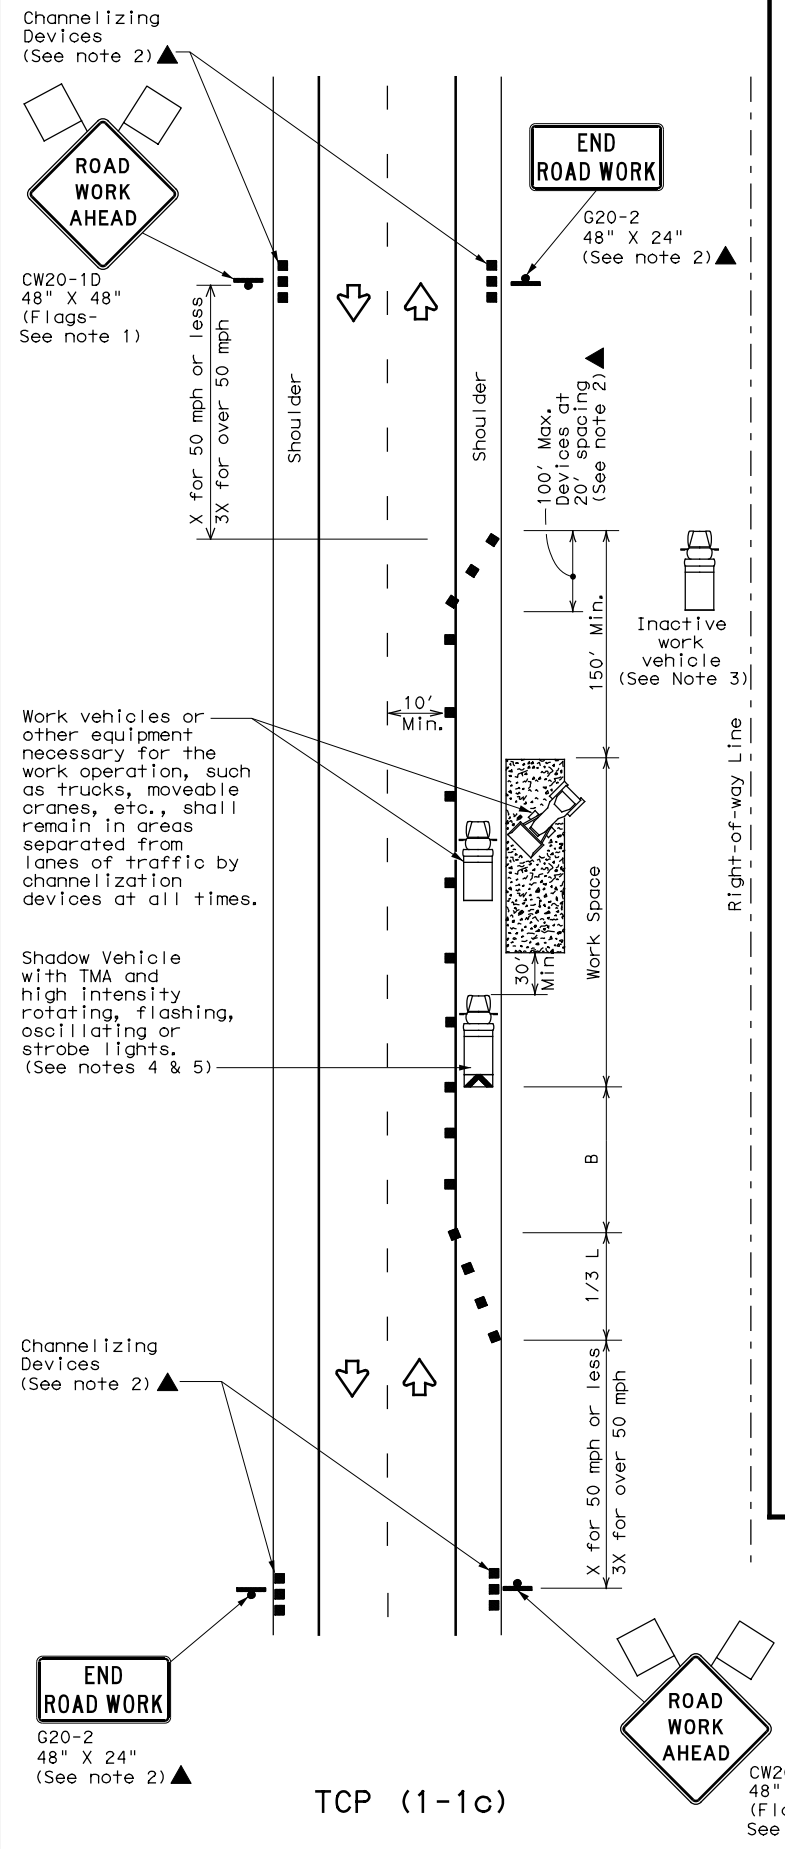 Channelizing
Devices
(See note 2)
ROAD
WORK
AHEAD
CW20-1D
48" X 48"
(Flags-
See note 1)
END
ROAD WORK
G20-2
48" X 24"
(See note 2)
X for 50 mph or less
3X for over 50 mph
Shoulder
Shoulder
100' Max.
Devices at
20' spacing
(See note 2)
150' Min.
Inactive
work
vehicle
(See Note 3)
Right-of-way Line
10'
Min.
Work vehicles or
other equipment
necessary for the
work operation, such
as trucks, moveable
cranes, etc., shall
remain in areas
separated from
lanes of traffic by
channelization
devices at all times.
Work Space
30'
Min.
Shadow Vehicle
with TMA and
high intensity
rotating, flashing,
oscillating or
strobe lights.
(See notes 4 & 5)
B
1/3 L
X for 50 mph or less
3X for over 50 mph
Channelizing
Devices
(See note 2)
END
ROAD WORK
G20-2
48" X 24"
(See note 2)
ROAD
WORK
AHEAD
48"
See
TCP (1-1c)